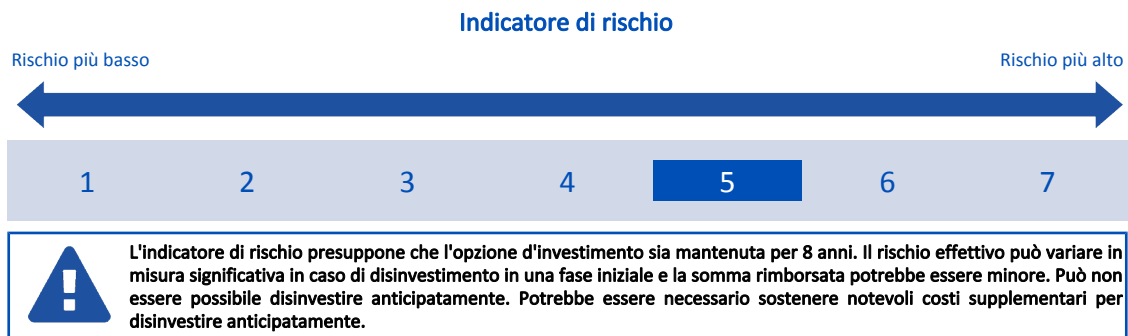 Indicatore di rischio
Rischio più basso
Rischio più alto
1 2 3 4 5 6 7
L'indicatore di rischio presuppone che l'opzione d'investimento sia mantenuta per 8 anni. Il rischio effettivo può variare in
misura significativa in caso di disinvestimento in una fase iniziale e la somma rimborsata potrebbe essere minore. Può non
essere possibile disinvestire anticipatamente. Potrebbe essere necessario sostenere notevoli costi supplementari per
disinvestire anticipatamente.